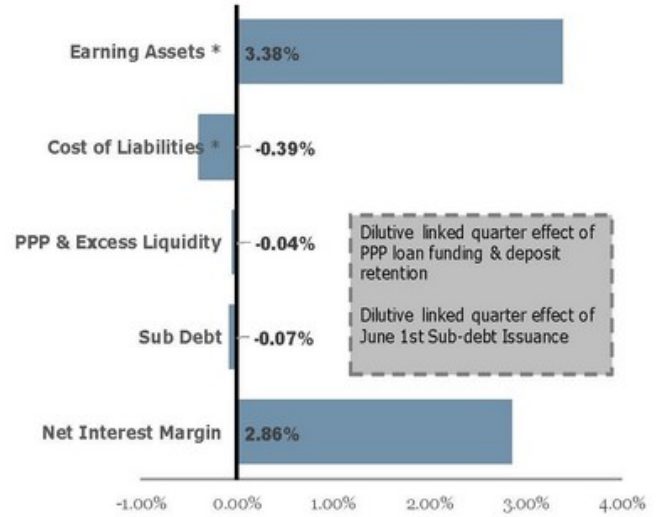 Earning Assets *
3.38%
Cost of Liabilities *
-0.39%
PPP & Excess Liquidity
-0.04%
Dilutive linked quarter effect of
PPP loan funding & deposit
retention
Dilutive linked quarter effect of
June 1st Sub-debt Issuance
Sub Debt
-0.07%
Net Interest Margin
2.86%
-1.00% 0.00% 1.00% 2.00% 3.00% 4.00%